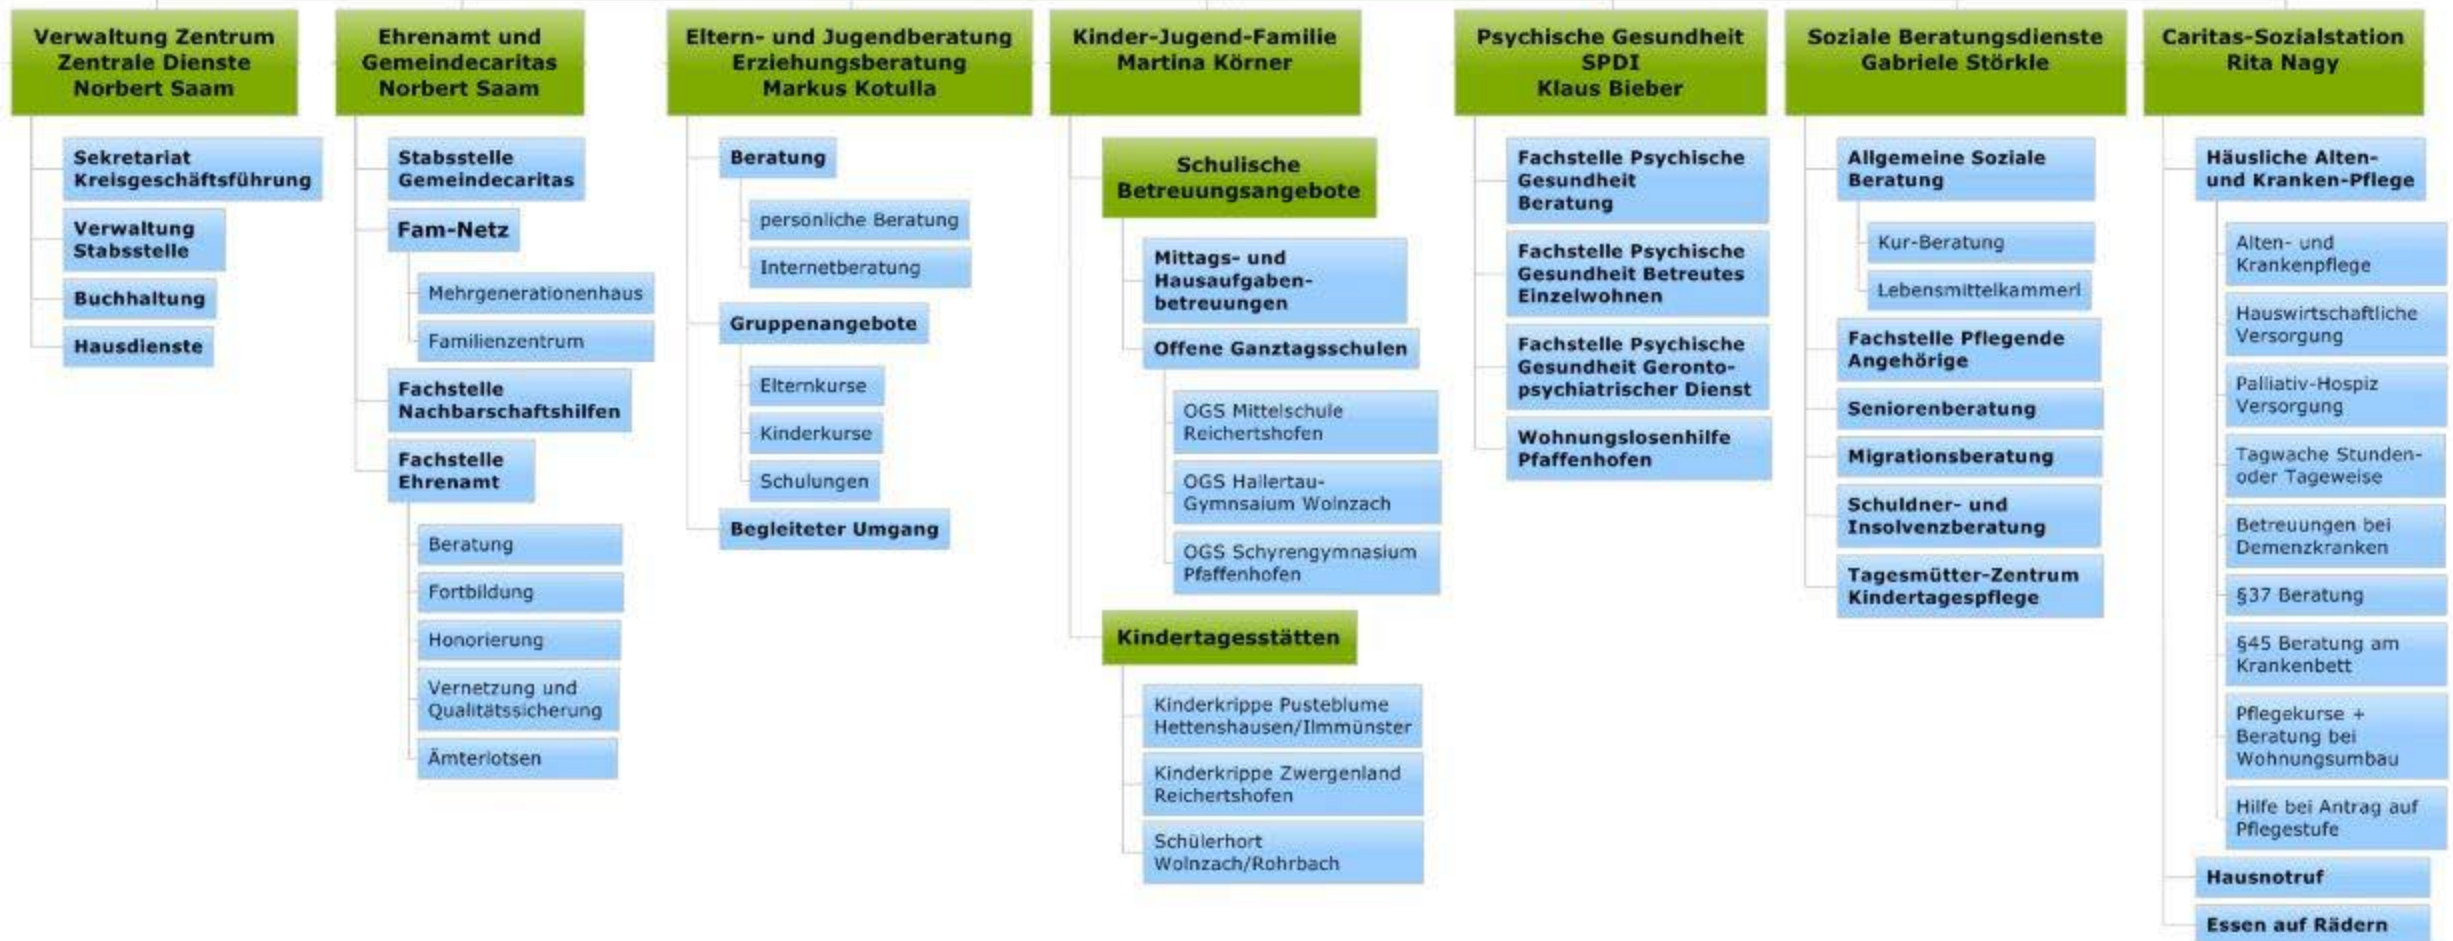 Verwaltung Zentrum
Zentrale Dienste
Norbert Saam
Sekretariat
Kreisgeschäftsführung
Verwaltung
Stabsstelle
Buchhaltung
Hausdienste
Ehrenamt und
Gemeindecaritas
Norbert Saam
Stabsstelle
Gemeindecaritas
Fam-Netz
Mehrgenerationenhaus
Familienzentrum
Fachstelle
Nachbarschaftshilfen
Fachstelle
Ehrenamt
Beratung
Fortbildung
Honorierung
Vernetzung und
Qualitätssicherung
Ämterlotsen
Eltern- und Jugendberatung
Erziehungsberatung
Markus Kotulla
Beratung
persönliche Beratung
Internetberatung
Gruppenangebote
Elternkurse
Kinderkurse
Schulungen
Begleiteter Umgang
Kinder-Jugend-Familie
Martina Körner
Schulische
Betreuungsangebote
Mittags- und
Hausaufgaben-
betreuungen
Offene Ganztagsschulen
OGS Mittelschule
Reichertshofen
OGS Hallertau-
Gymnsaium Wolnzach
OGS Schyrengymnasium
Pfaffenhofen
Kindertagesstätten
Kinderkrippe Pusteblume
Hettenshausen/Ilmmünster
Kinderkrippe Zwergenland
Reichertshofen
Schülerhort
Wolnzach/Rohrbach
Psychische Gesundheit
SPDI
Klaus Bieber
Fachstelle Psychische
Gesundheit
Beratung
Fachstelle Psychische
Gesundheit Betreutes
Einzelwohnen
Fachstelle Psychische
Gesundheit Geronto-
psychiatrischer Dienst
Wohnungslosenhilfe
Pfaffenhofen
Soziale Beratungsdienste
Gabriele Störkle
Allgemeine Soziale
Beratung
Kur-Beratung
Lebensmittelkammerl
Fachstelle Pflegende
Angehörige
Seniorenberatung
Migrationsberatung
Schuldner- und
Insolvenzberatung
Tagesmütter-Zentrum
Kindertagespflege
Caritas-Sozialstation
Rita Nagy
Häusliche Alten-
und Kranken-Pflege
Alten- und
Krankenpflege
Hauswirtschaftliche
Versorgung
Palliativ-Hospiz
Versorgung
Tagwache Stunden-
oder Tageweise
Betreuungen bei
Demenzkranken
§37 Beratung
§45 Beratung am
Krankenbett
Pflegekurse +
Beratung bei
Wohnungsumbau
Hilfe bei Antrag auf
Pflegestufe
Hausnotruf
Essen auf Rädern